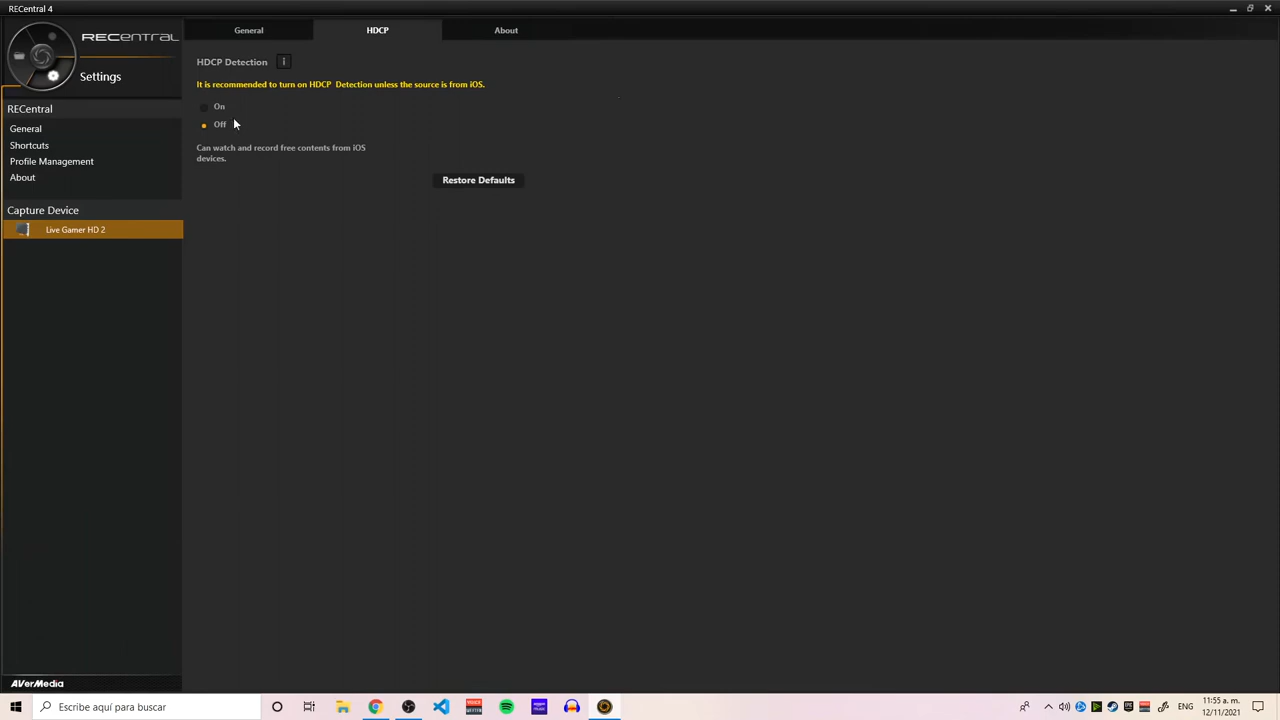 RECentral 4
RECENTRAL
Settings
General
HDCP
About
RECentral
General
Shortcuts
Profile Management
About
Capture Device
Live Gamer HD 2
HDCP Detection
i
It is recommended to turn on HDCP Detection unless the source is from iOS.
On
Off
Can watch and record free contents from iOS
devices.
Restore Defaults
AVerMedia
Escribe aquí para buscar
ENG
11:55 a. m.
12/11/2021